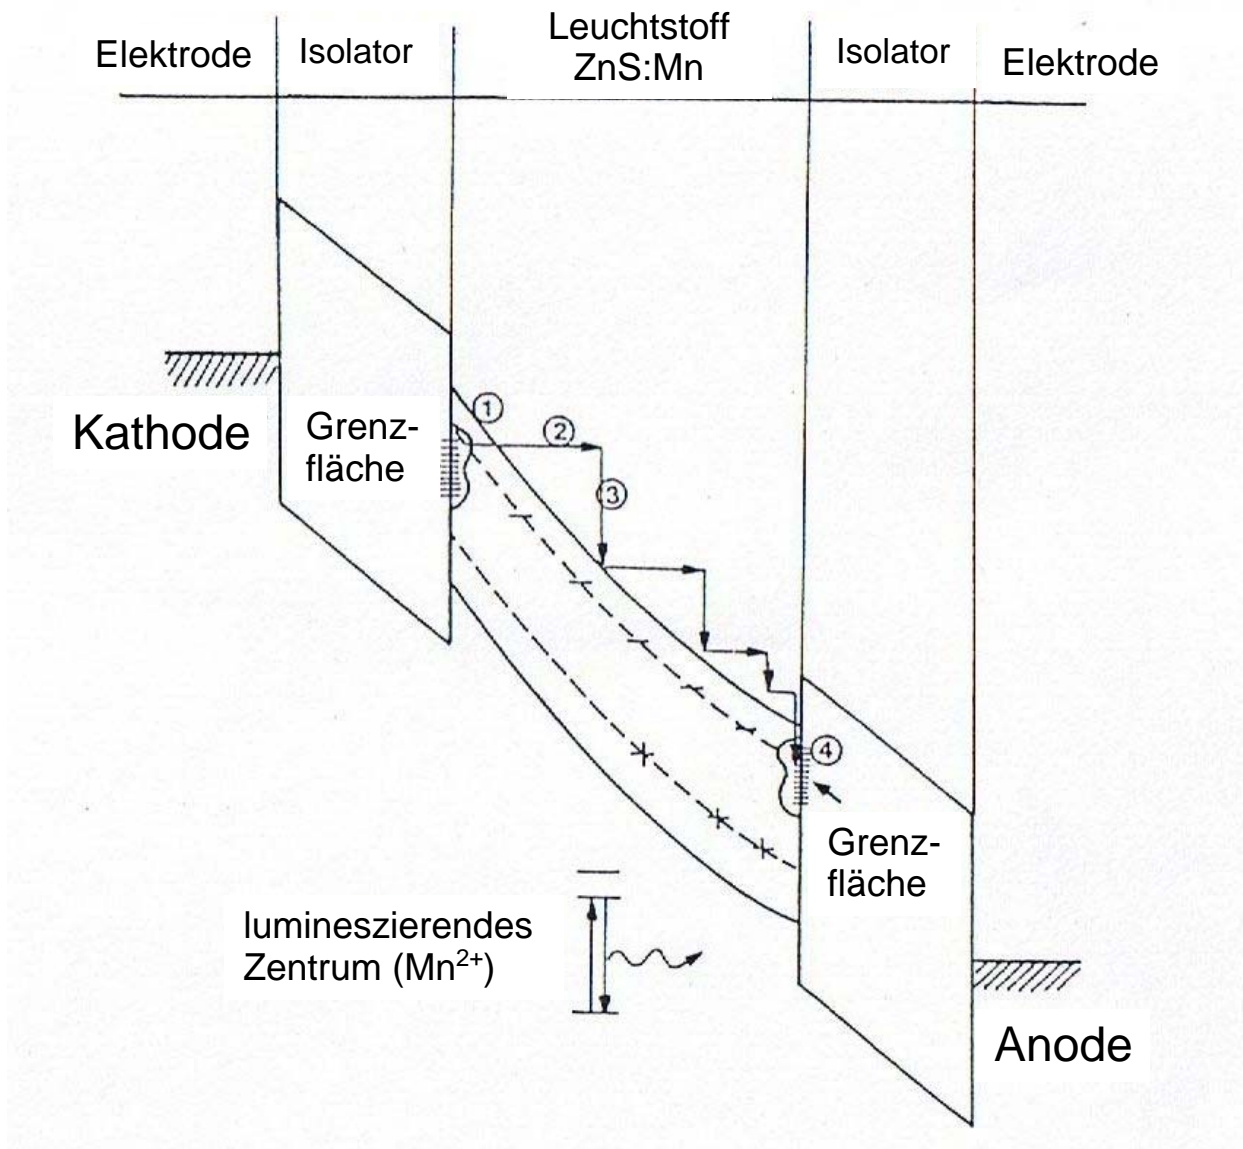 Elektrode
Isolator
Leuchtstoff
ZnS:Mn
Isolator
Elektrode
Kathode
Grenz-
fläche
1
2
3
4
Grenz-
fläche
lumineszierendes
Zentrum (Mn²⁺)
Anode